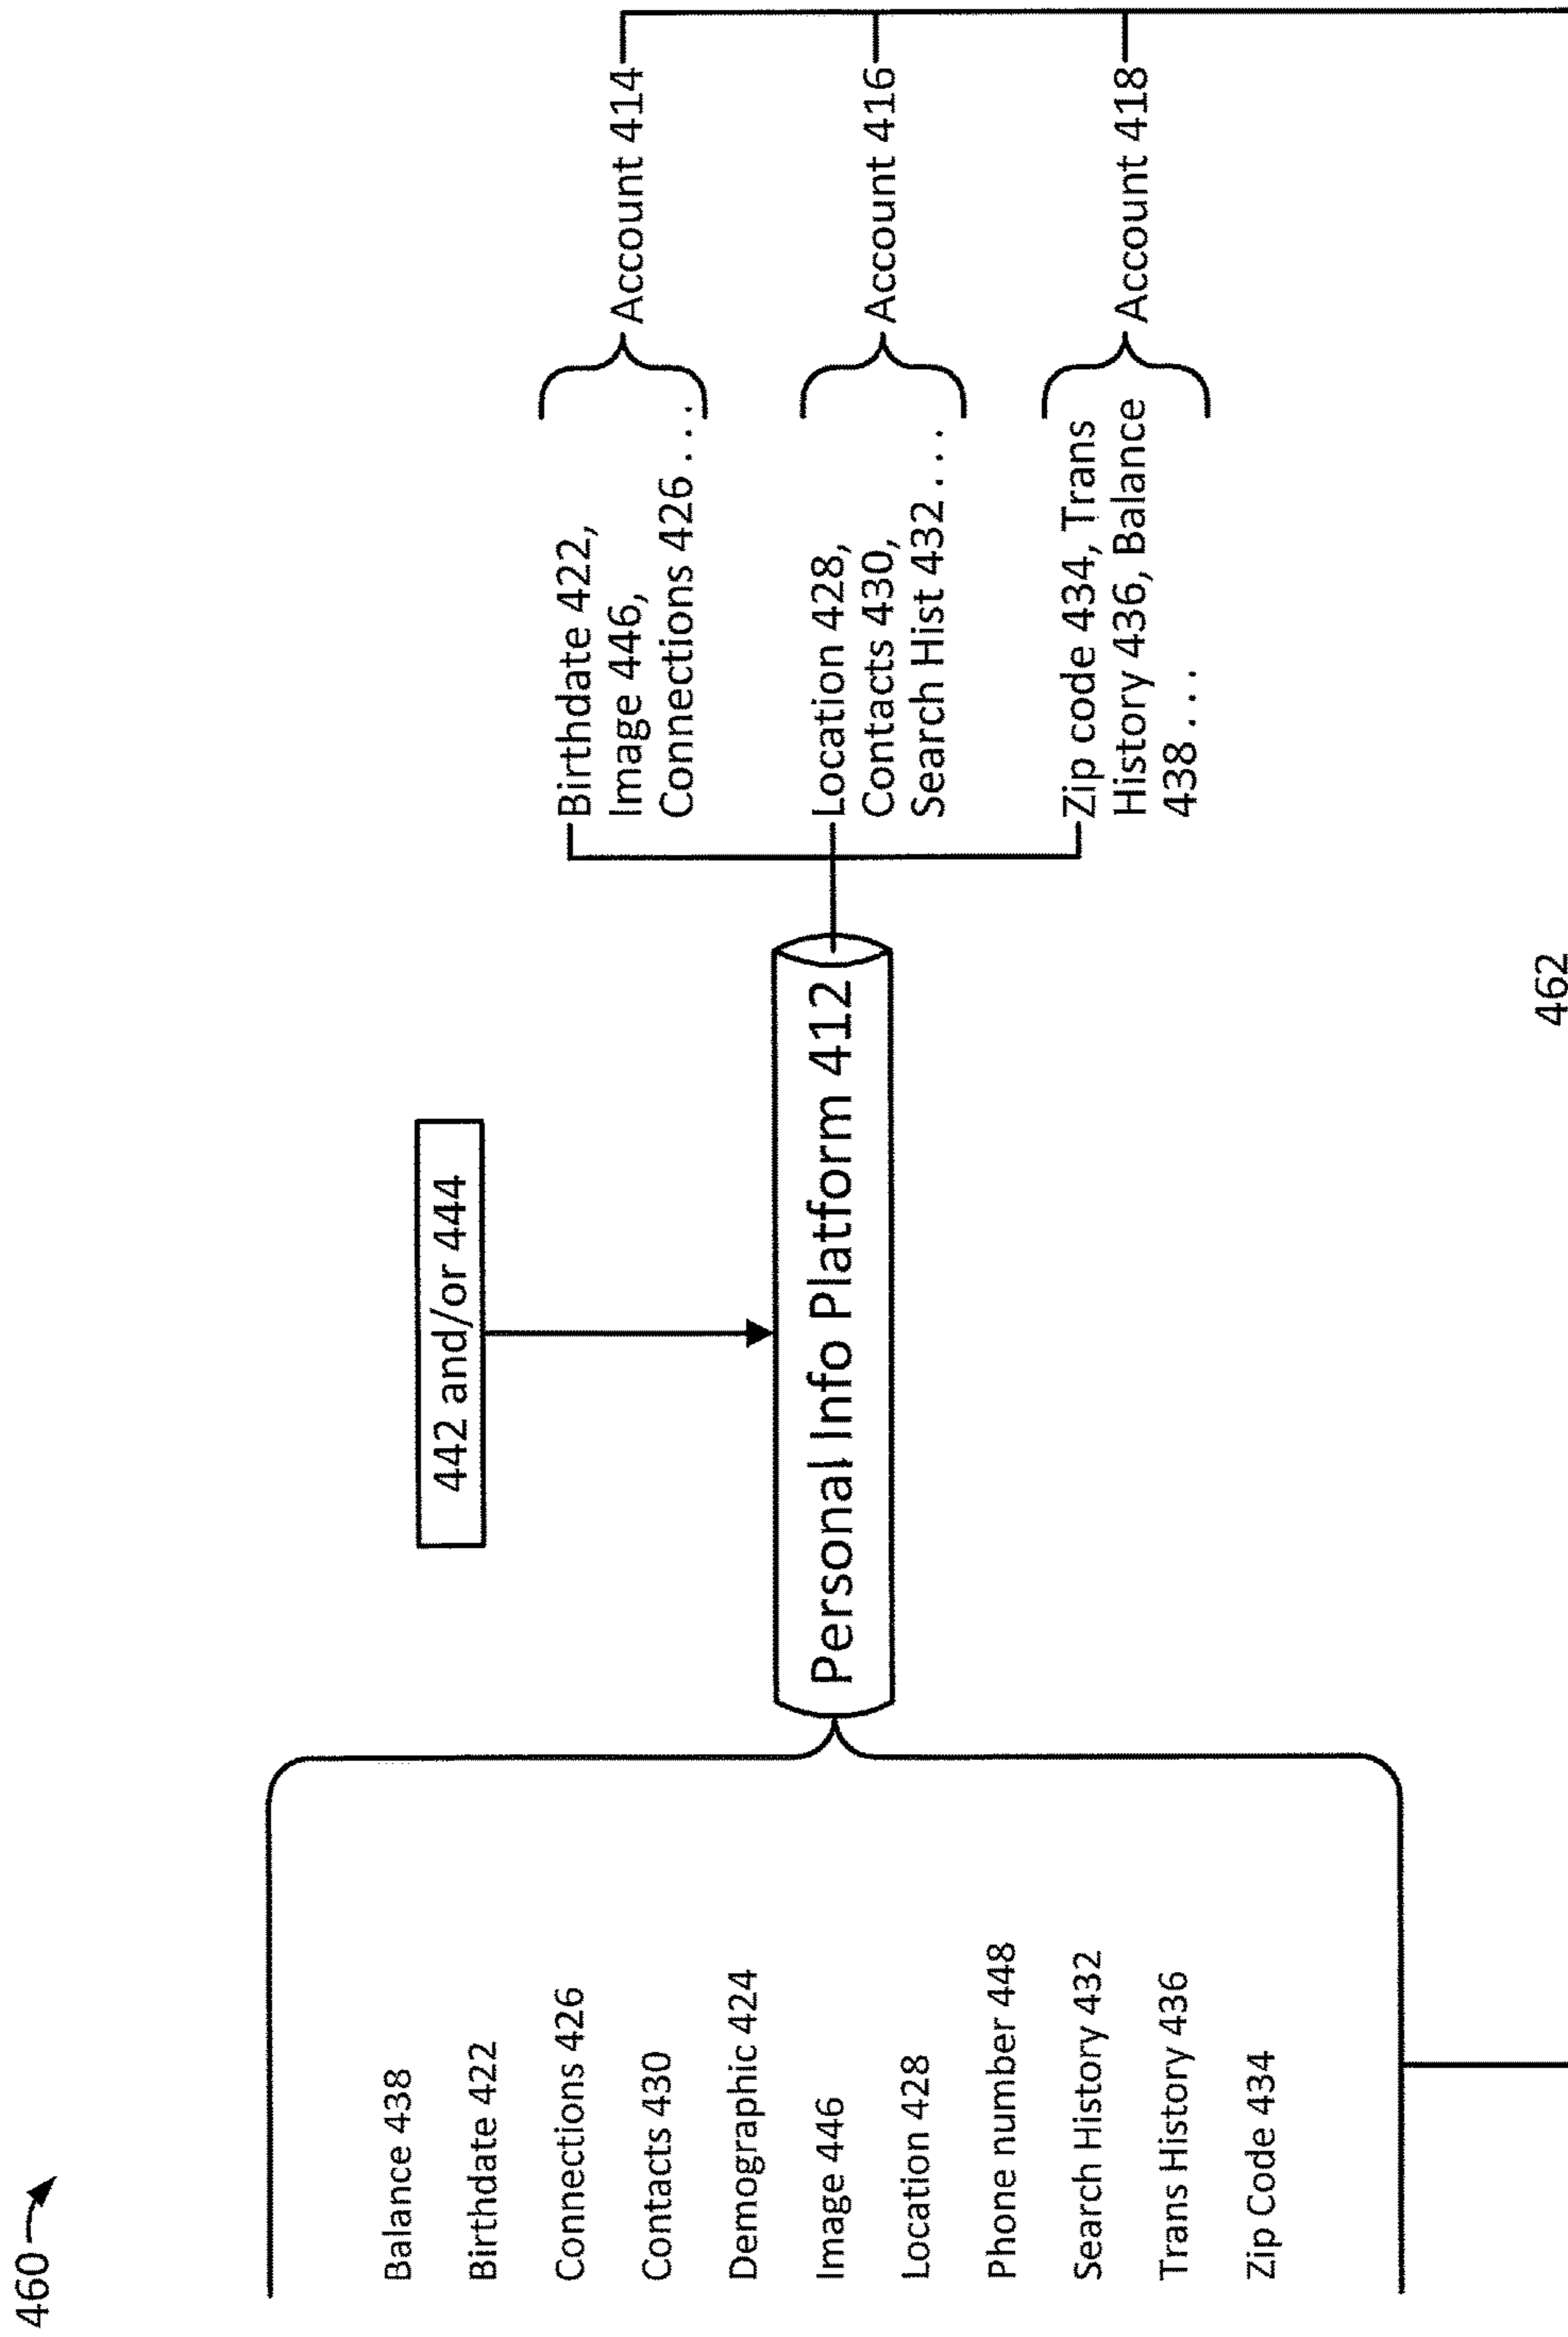 460
Balance 438
Birthdate 422
Connections 426
Contacts 430
Demographic 424
Image 446
Location 428
Phone number 448
Search History 432
Trans History 436
Zip Code 434
442 and/or 444
Personal Info Platform 412
Birthdate 422,
Image 446,
Connections 426 . . .
Account 414
Location 428,
Contacts 430,
Search Hist 432 . . . .
Account 416
Zip code 434, Trans
History 436, Balance
438 . . .
Account 418
462